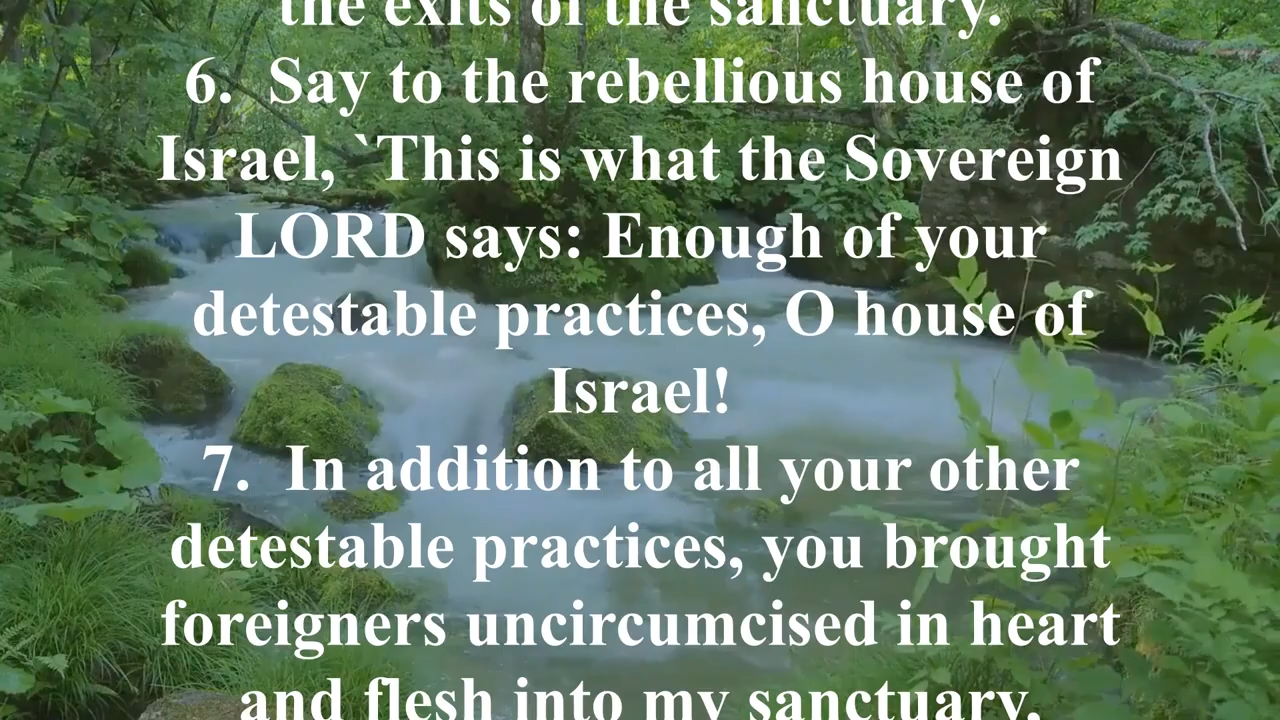 the exits of the sanctuary.
6.  Say to the rebellious house of
Israel, `This is what the Sovereign
LORD says: Enough of your
detestable practices, O house of
Israel!
7.  In addition to all your other
detestable practices, you brought
foreigners uncircumcised in heart
and flesh into my sanctuary,